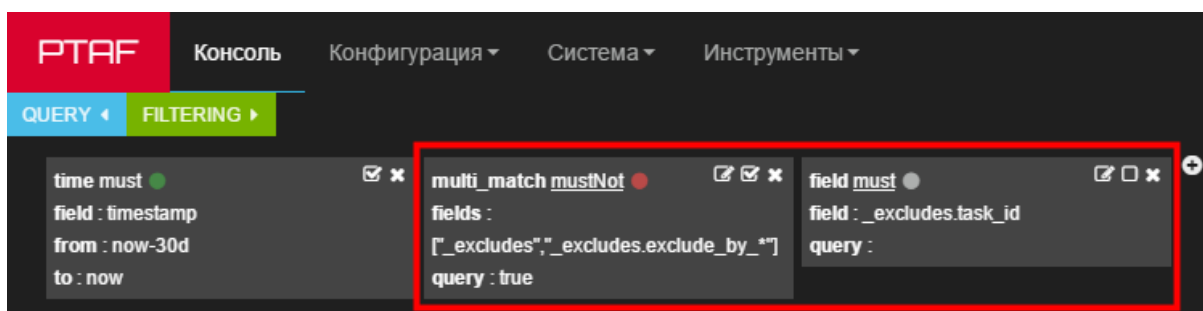 PTAF Консоль Конфигурация Система Инструменты
QUERY FILTERING
time must
field : timestamp
from : now-30d
to : now
multi_match mustNot
fields :
["_excludes","_excludes.exclude_by_*"]
query : true
field must
field : _excludes.task_id
query :